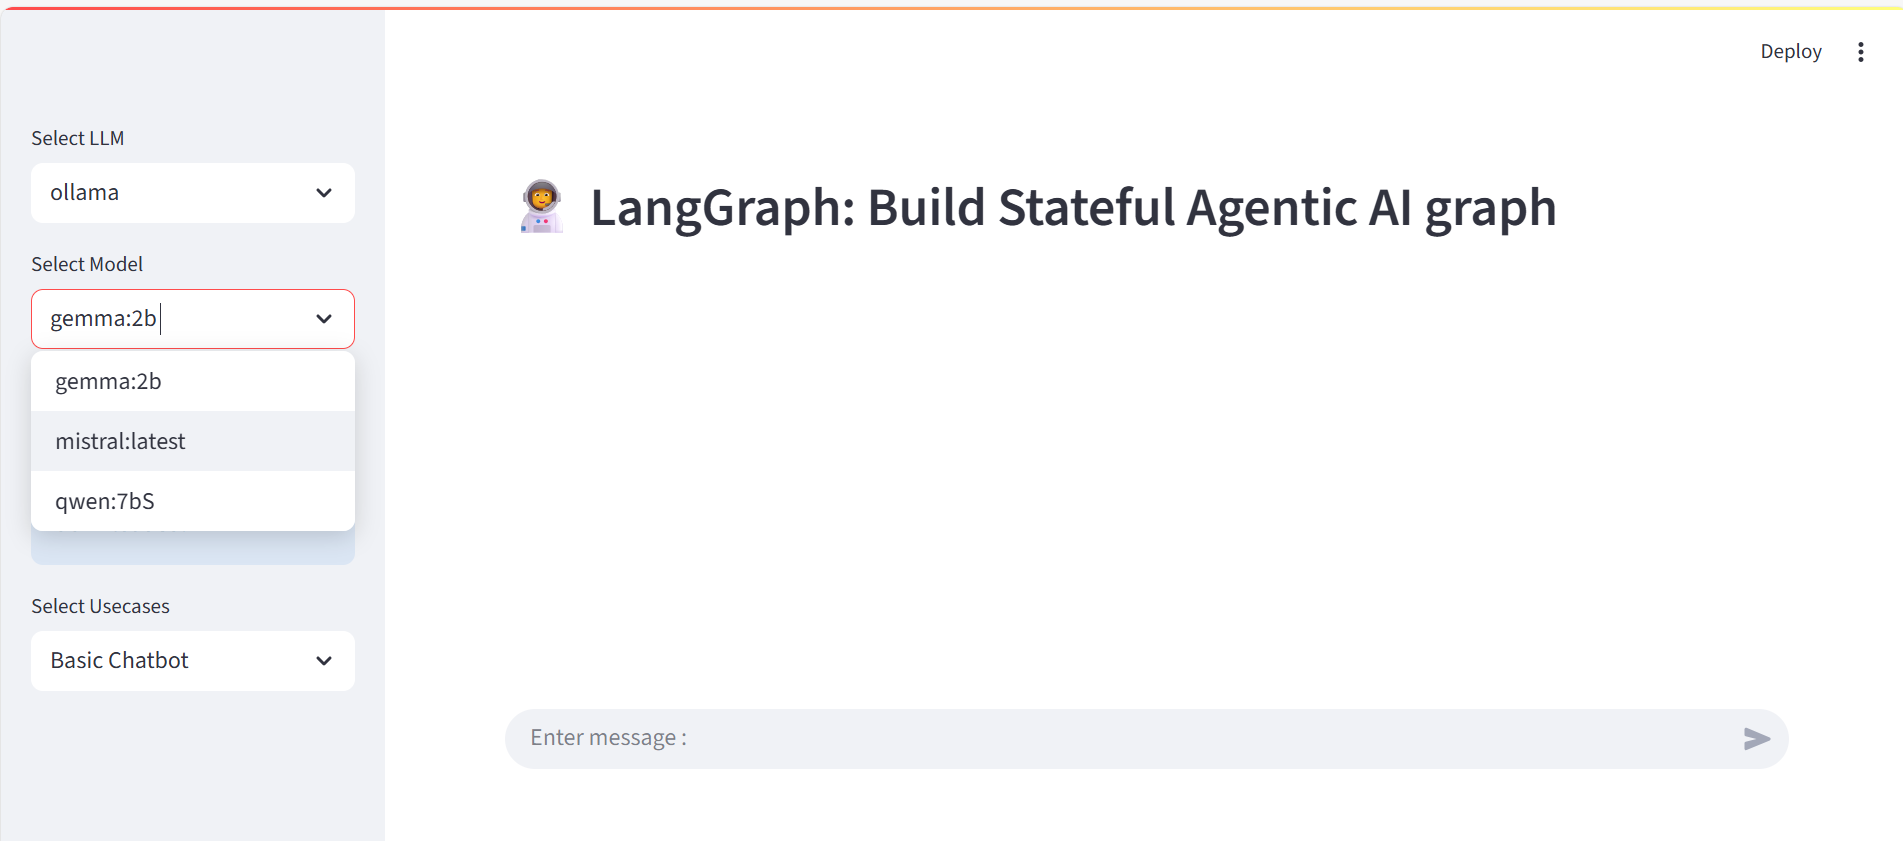 Deploy
Select LLM
ollama
Select Model
gemma:2b
gemma:2b
mistral:latest
qwen:7bS
Select Usecases
Basic Chatbot
LangGraph: Build Stateful Agentic AI graph
Enter message :